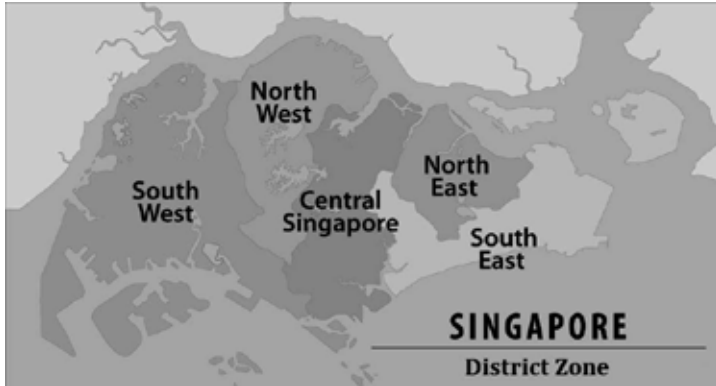 North
West
South
West
Central
Singapore
North
East
South
East
SINGAPORE
District Zone